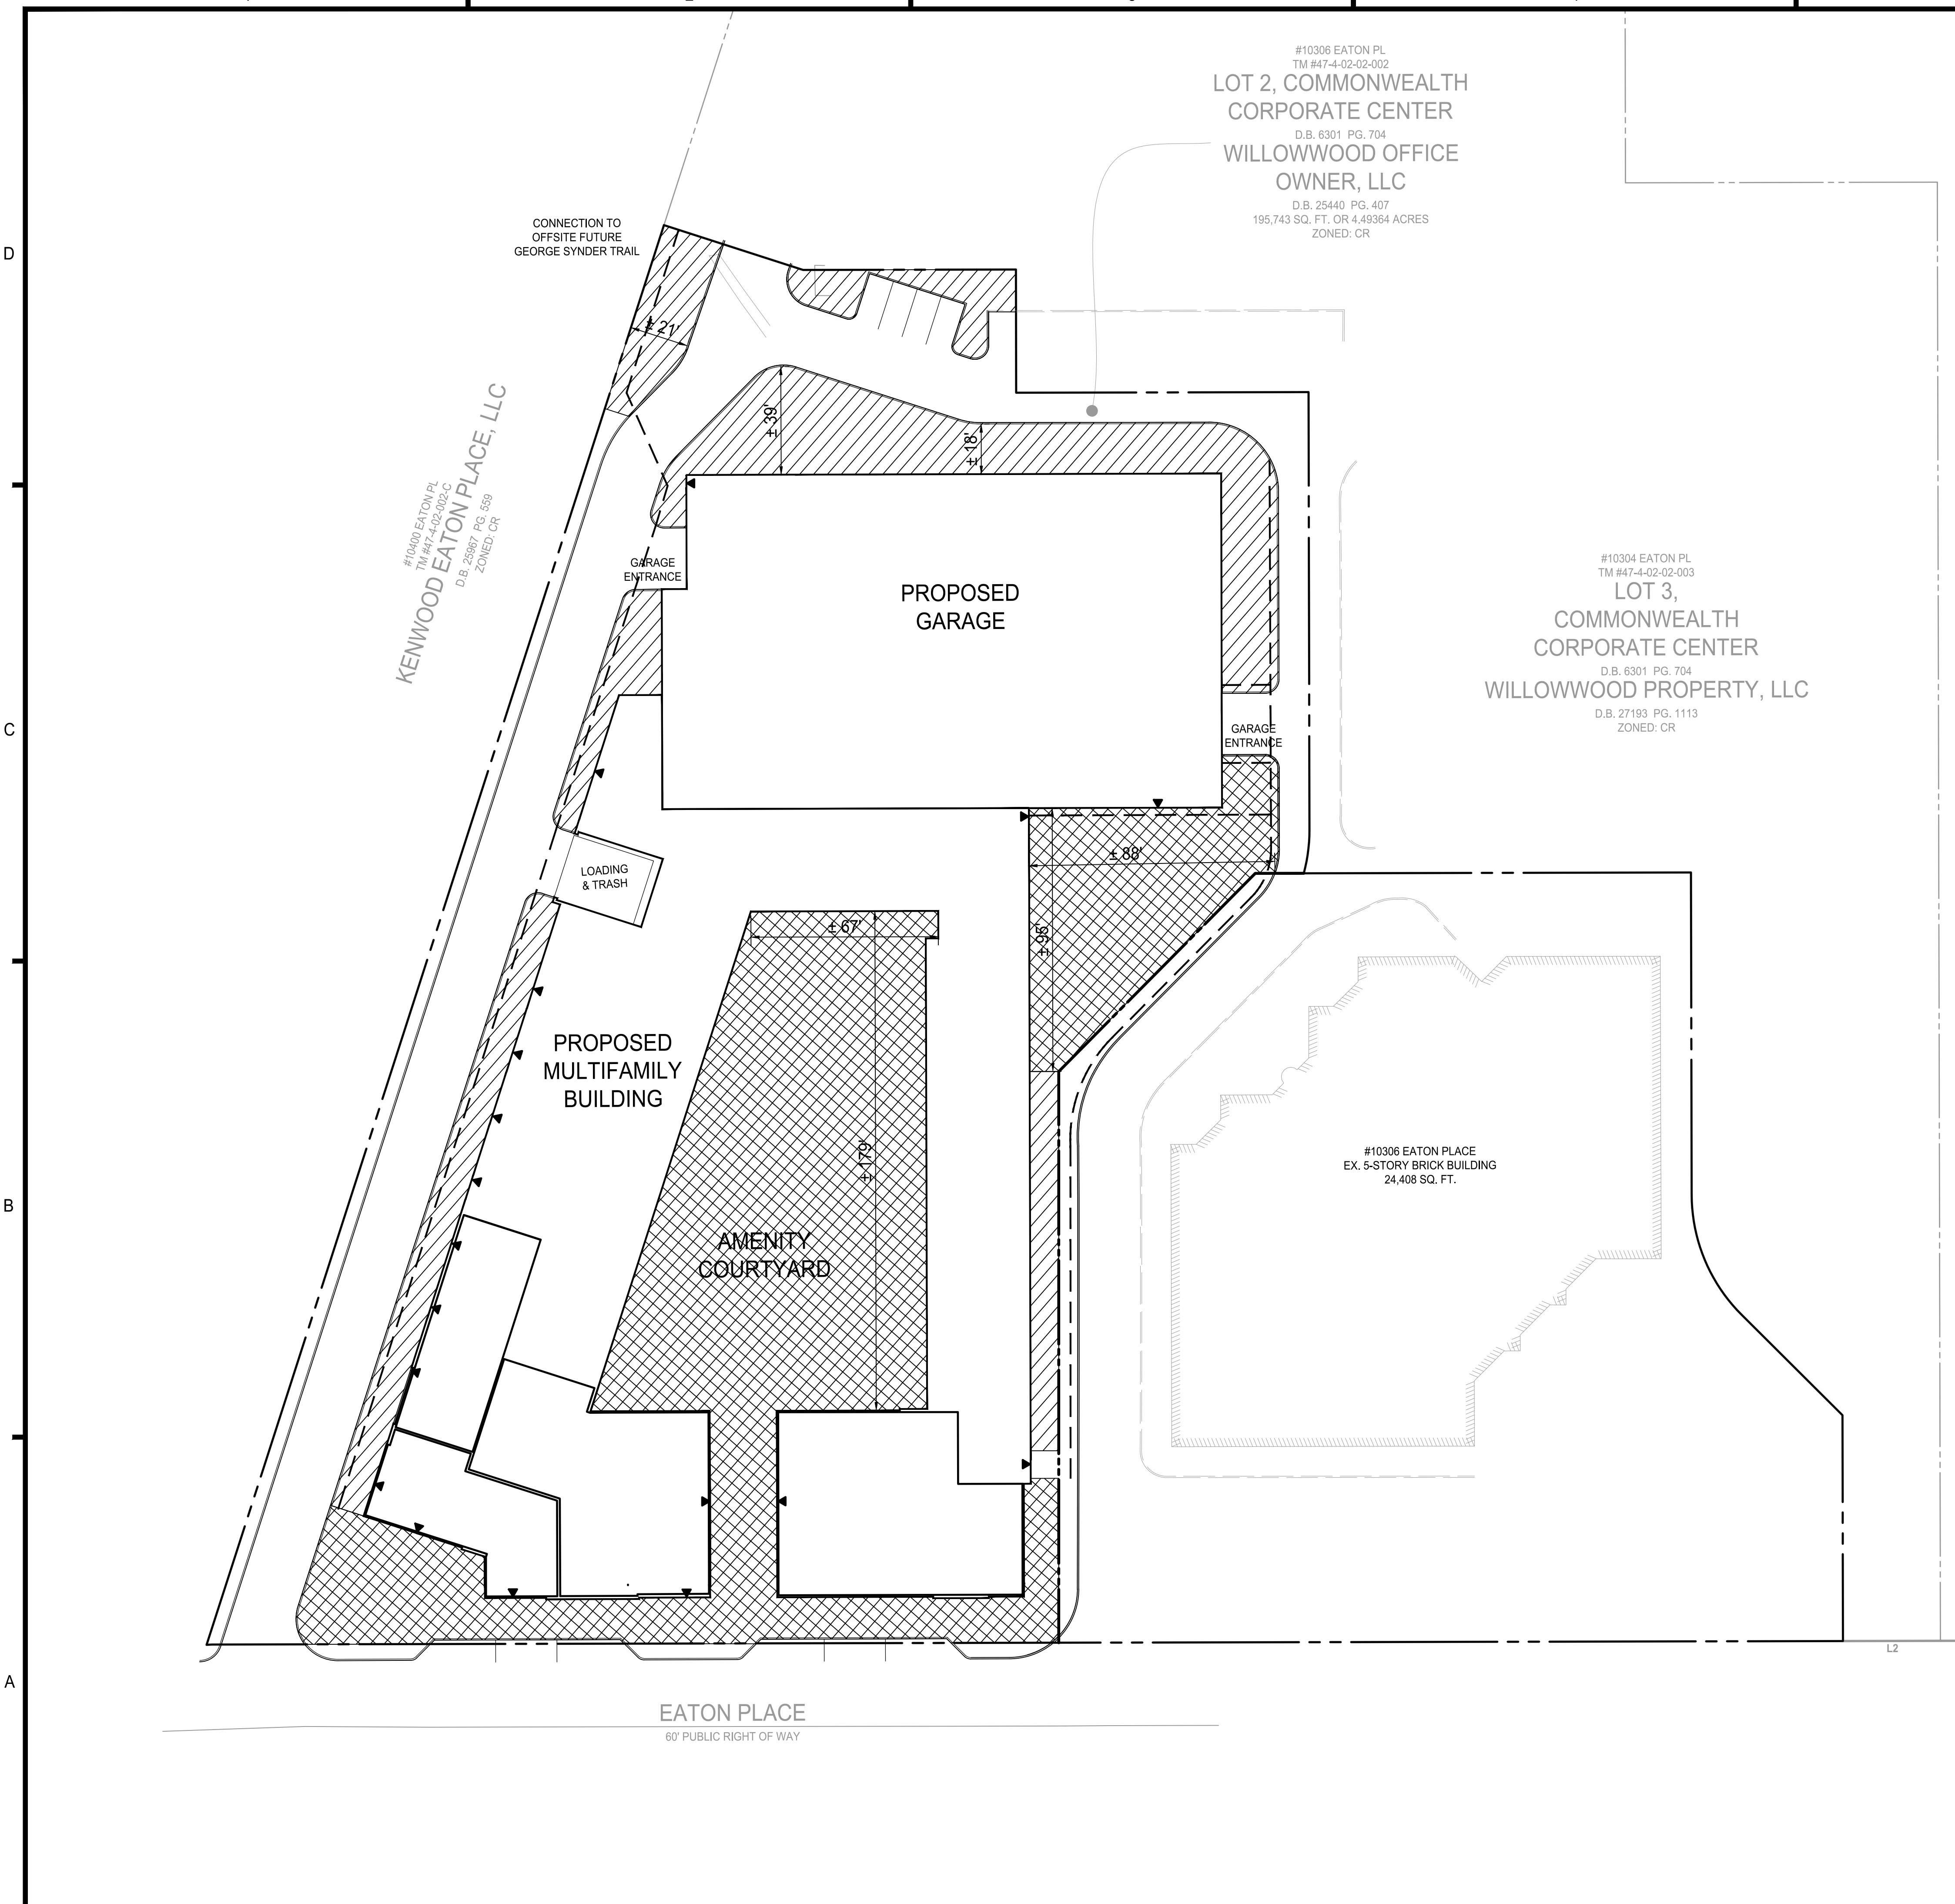 #10306 EATON PL
TM #47-4-02-02-002
LOT 2, COMMONWEALTH
CORPORATE CENTER
D.B. 6301 PG. 704
WILLOWWOOD OFFICE
OWNER, LLC
D.B. 25440 PG. 407
195,743 SQ. FT. OR 4.49364 ACRES
ZONED: CR
CONNECTION TO
OFFSITE FUTURE
GEORGE SYNDER TRAIL
D
± 21'
± 39'
± 18'
#10400 EATON PL
TM #47-4-02-002-C
KENWOOD EATON PLACE, LLC
D.B. 25967 PG. 559
ZONED: CR
GARAGE
ENTRANCE
PROPOSED
GARAGE
#10304 EATON PL
TM #47-4-02-02-003
LOT 3,
COMMONWEALTH
CORPORATE CENTER
D.B. 6301 PG. 704
WILLOWWOOD PROPERTY, LLC
D.B. 27193 PG. 1113
ZONED: CR
C
GARAGE
ENTRANCE
LOADING
& TRASH
± 88'
± 67'
± 95'
PROPOSED
MULTIFAMILY
BUILDING
± 179'
#10306 EATON PLACE
EX. 5-STORY BRICK BUILDING
24,408 SQ. FT.
B
AMENITY
COURTYARD
L2
A
EATON PLACE
60' PUBLIC RIGHT OF WAY